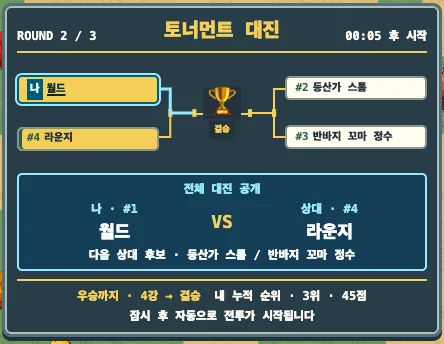 ROUND 2 / 3
토너먼트 대진
00:05 후 시작
나 월드
#2 등산가 스톰
결승
#4 라운지
#3 반바지 꼬마 정수
전체 대진 공개
나 · #1
상대 · #4
월드
VS
라운지
다음 상대 후보 · 등산가 스톰 / 반바지 꼬마 정수
우승까지 · 4강 → 결승 내 누적 순위 · 3위 · 45점
잠시 후 자동으로 전투가 시작됩니다